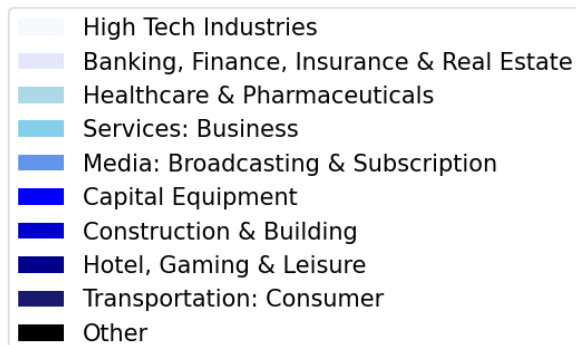 High Tech Industries
Banking, Finance, Insurance & Real Estate
Healthcare & Pharmaceuticals
Services: Business
Media: Broadcasting & Subscription
Capital Equipment
Construction & Building
Hotel, Gaming & Leisure
Transportation: Consumer
Other